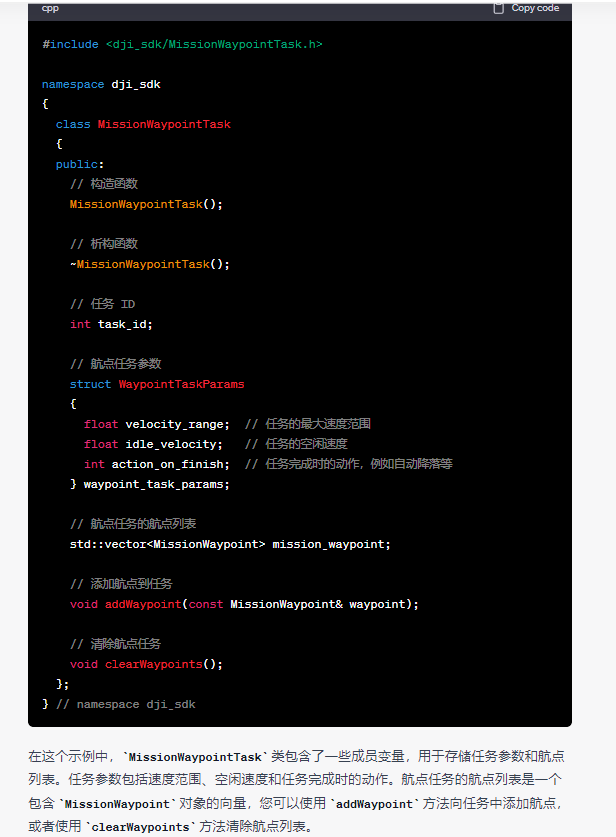 cpp
Copy code
#include <dji_sdk/MissionWaypointTask.h>
namespace dji_sdk
{
class MissionWaypointTask
{
public:
// 构造函数
MissionWaypointTask();
// 析构函数
~MissionWaypointTask();
// 任务 ID
int task_id;
// 航点任务参数
struct WaypointTaskParams
{
float velocity_range; // 任务的最大速度范围
float idle_velocity; // 任务的空闲速度
int action_on_finish; // 任务完成时的动作，例如自动降落等
} waypoint_task_params;
// 航点任务的航点列表
std::vector<MissionWaypoint> mission_waypoint;
// 添加航点到任务
void addWaypoint(const MissionWaypoint& waypoint);
// 清除航点任务
void clearWaypoints();
};
} // namespace dji_sdk
在这个示例中，`MissionWaypointTask`类包含了一些成员变量，用于存储任务参数和航点
列表。任务参数包括速度范围、空闲速度和任务完成时的动作。航点任务的航点列表是一个
包含`MissionWaypoint`对象的向量，您可以使用`addWaypoint`方法向任务中添加航点，
或者使用`clearWaypoints`方法清除航点列表。